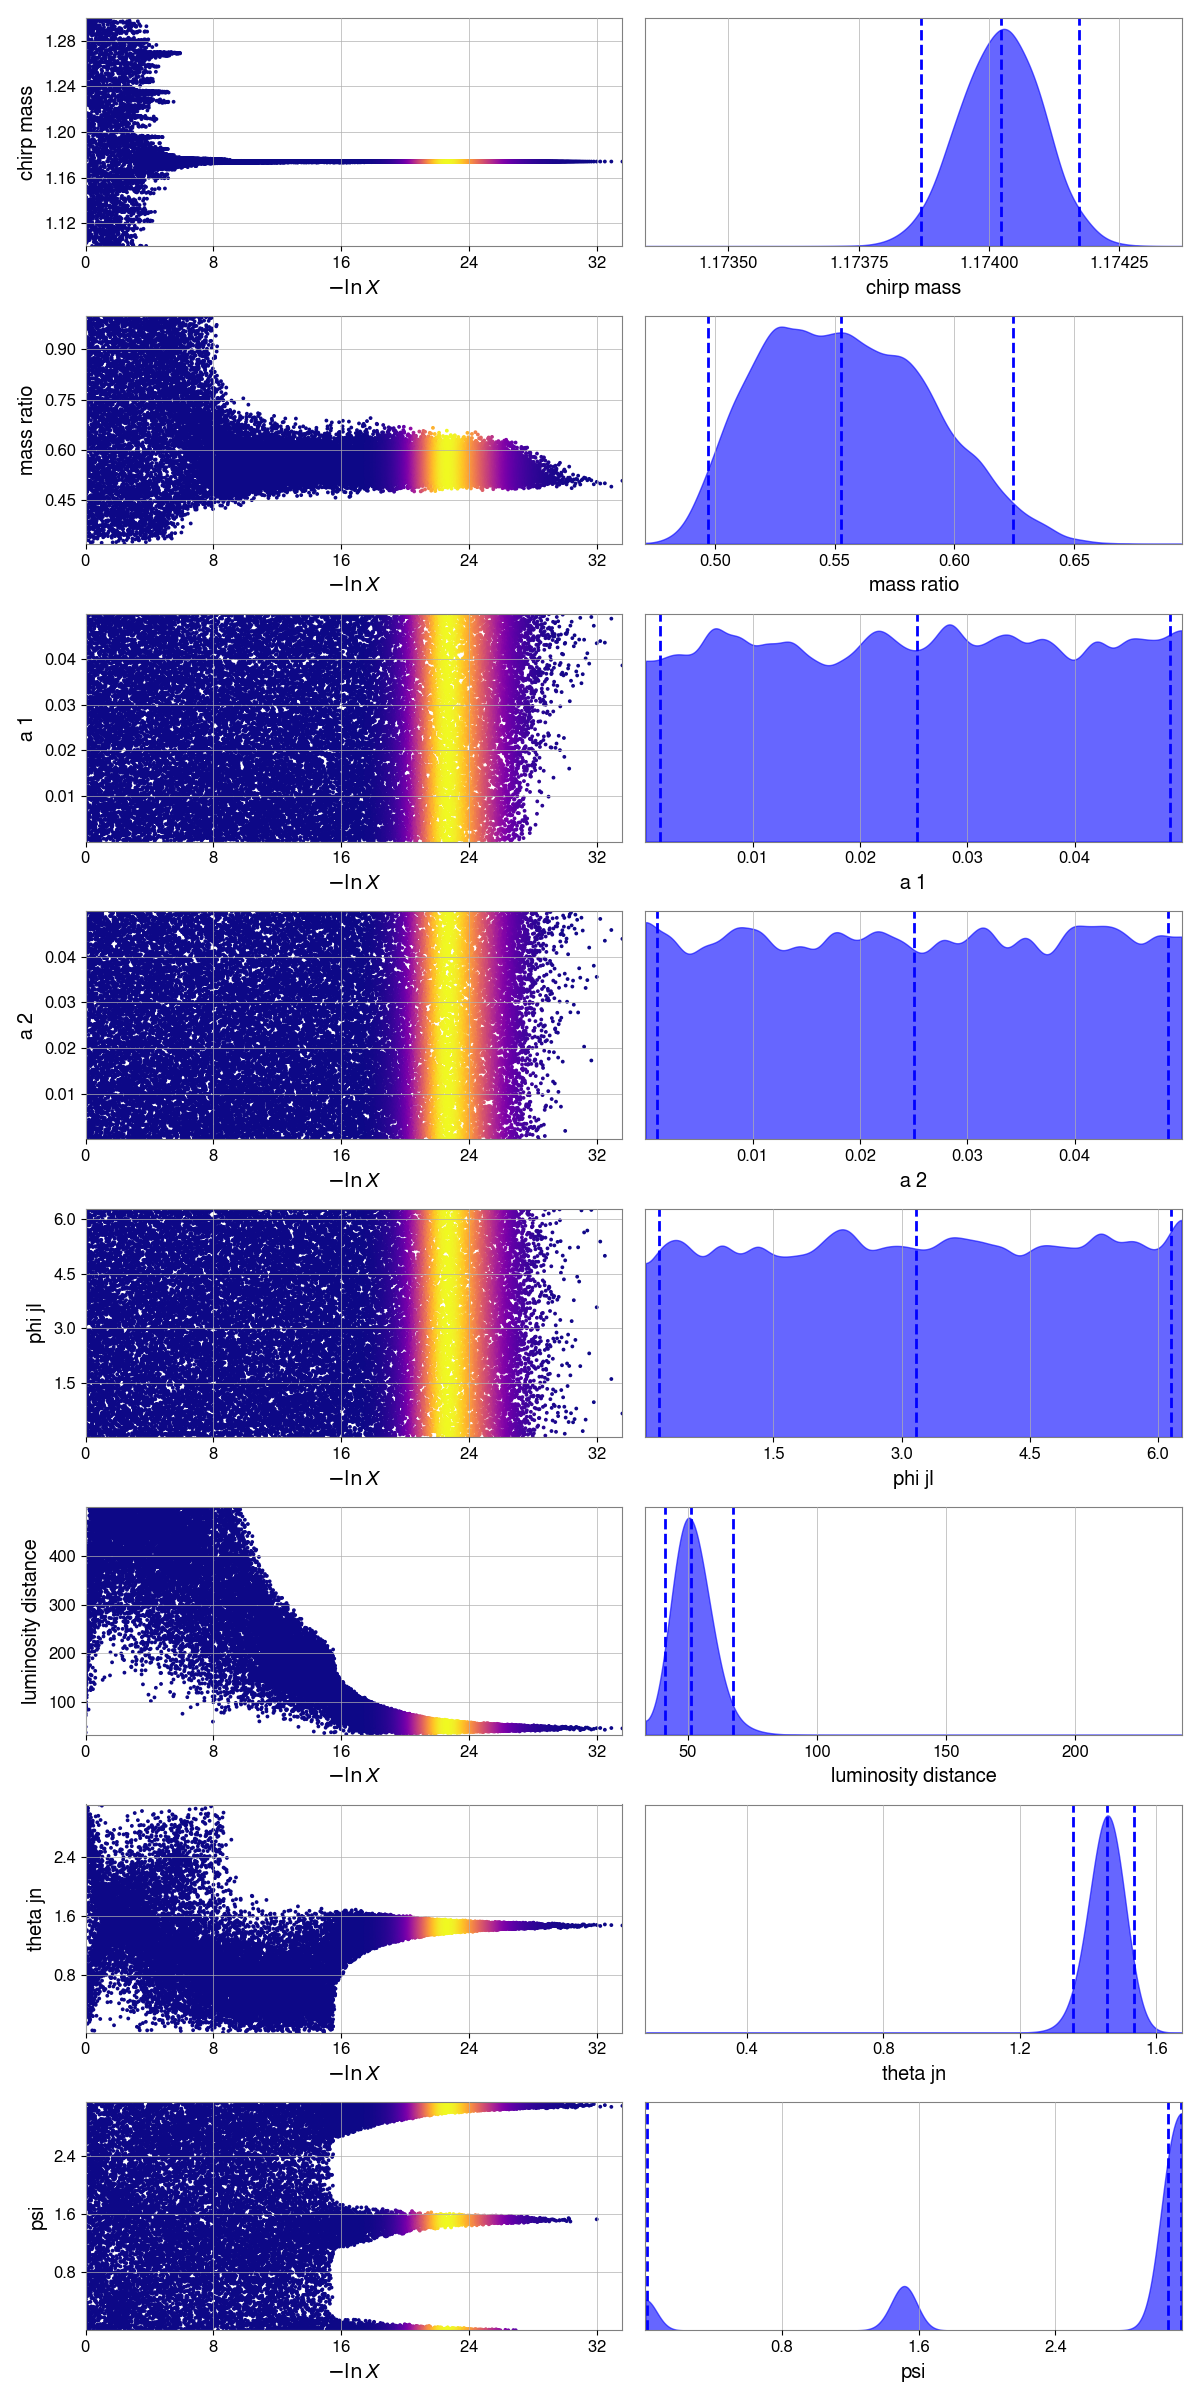 1.28
1.24
1.20
1.16
1.12
chirp mass
0 8 16 24 32
−ln X
1.17350 1.17375 1.17400 1.17425
chirp mass
0.90
0.75
0.60
0.45
mass ratio
0 8 16 24 32
−ln X
0.50 0.55 0.60 0.65
mass ratio
0.04
0.03
0.02
0.01
a 1
0 8 16 24 32
−ln X
0.01 0.02 0.03 0.04
a 1
0.04
0.03
0.02
0.01
a 2
0 8 16 24 32
−ln X
0.01 0.02 0.03 0.04
a 2
6.0
4.5
3.0
1.5
phi jl
0 8 16 24 32
−ln X
1.5 3.0 4.5 6.0
phi jl
400
300
200
100
luminosity distance
0 8 16 24 32
−ln X
50 100 150 200
luminosity distance
2.4
1.6
0.8
theta jn
0 8 16 24 32
−ln X
0.4 0.8 1.2 1.6
theta jn
2.4
1.6
0.8
psi
0 8 16 24 32
−ln X
0.8 1.6 2.4
psi